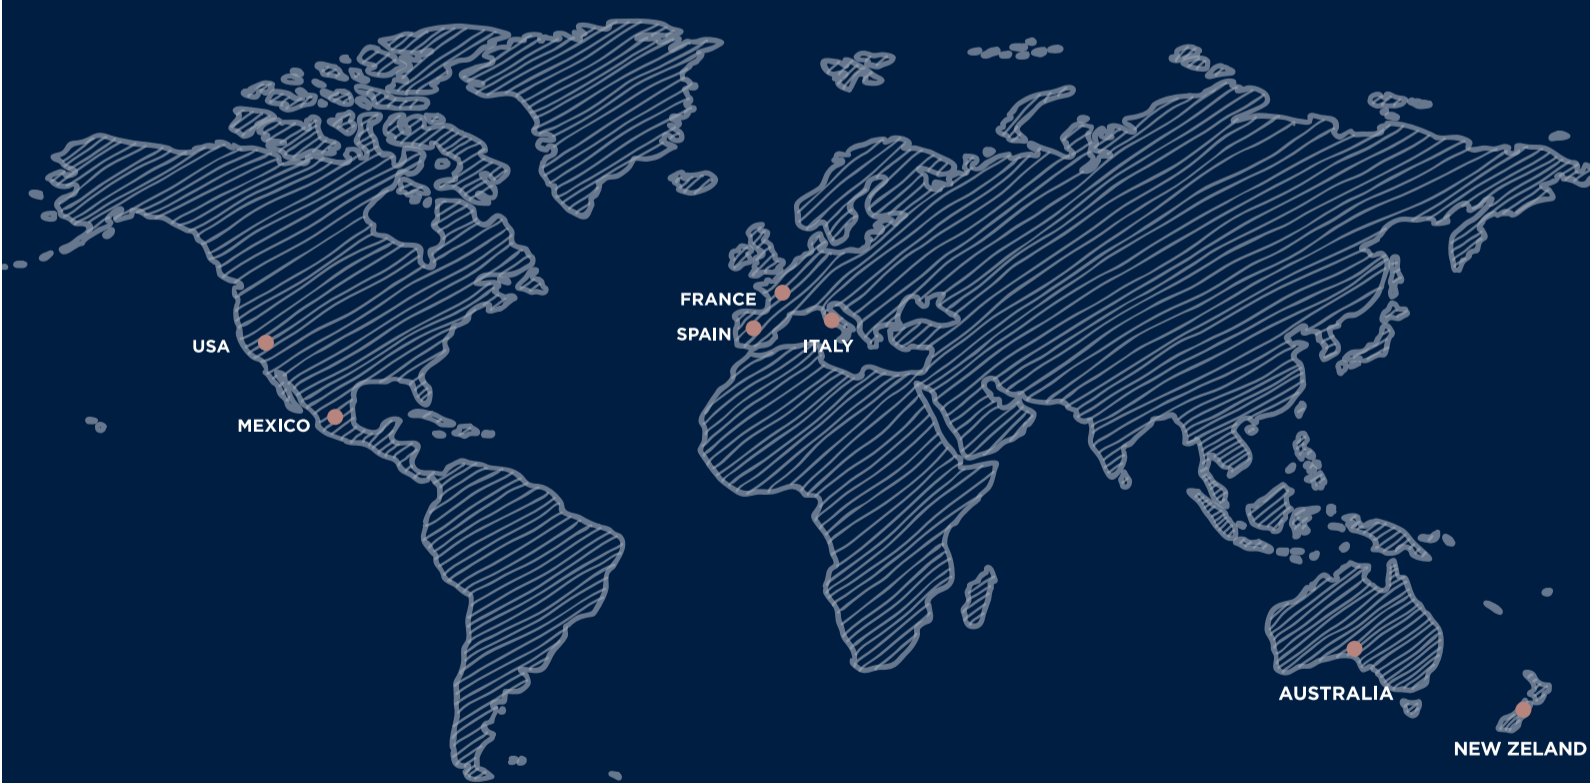 FRANCE
SPAIN
ITALY
USA
MEXICO
AUSTRALIA
NEW ZELAND